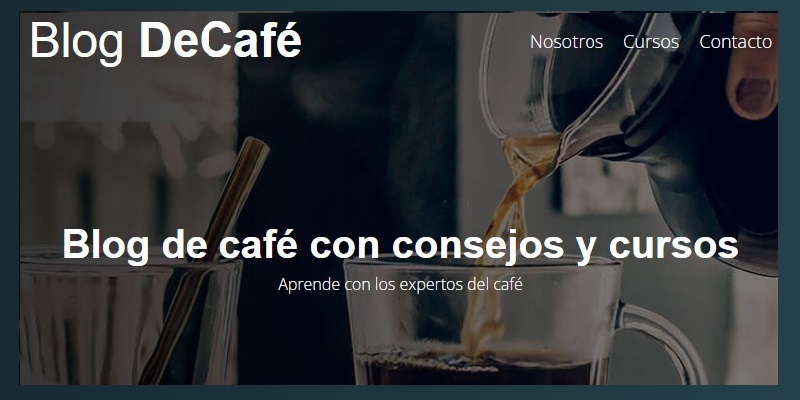 Blog DeCafé
Nosotros Cursos Contacto
Blog de café con consejos y cursos
Aprende con los expertos del café